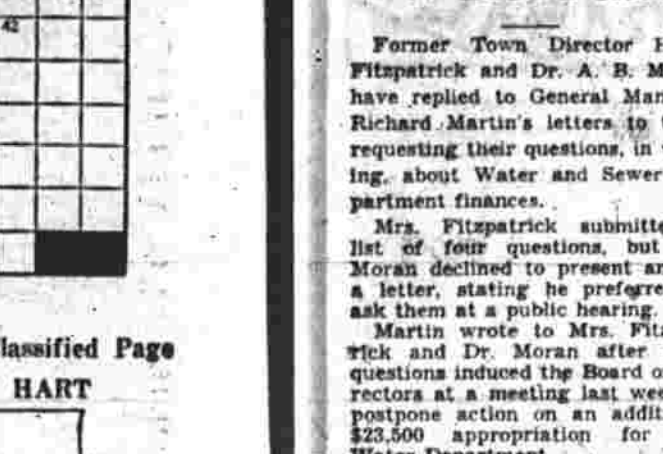 42
lassified Page
HART
Former Town Director
Fitzpatrick and Dr. A. B. M
have replied to General Man
Richard Martin's letters to
requesting their questions, in
ing, about Water and Sewer
partment finances.
Mrs. Fitzpatrick submitte
list of four questions, but
Moran declined to present an
a letter, stating he preferre
ask them at a public hearing.
Martin wrote to Mrs. Fitz
rick and Dr. Moran after
questions induced the Board o
rectors at a meeting last wee
postpone action on an addit
$23,500 appropriation for
Water Department